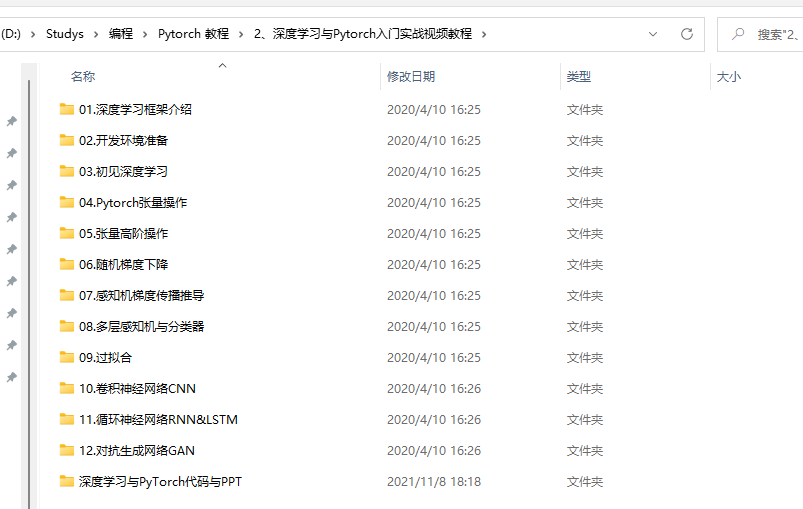 (D:) › Studys › 编程 › Pytorch 教程 › 2、深度学习与Pytorch入门实战视频教程 › 搜索"2、
名称 修改日期 类型 大小
01.深度学习框架介绍 2020/4/10 16:25 文件夹
02.开发环境准备 2020/4/10 16:25 文件夹
03.初见深度学习 2020/4/10 16:25 文件夹
04.Pytorch张量操作 2020/4/10 16:25 文件夹
05.张量高阶操作 2020/4/10 16:25 文件夹
06.随机梯度下降 2020/4/10 16:25 文件夹
07.感知机梯度传播推导 2020/4/10 16:25 文件夹
08.多层感知机与分类器 2020/4/10 16:25 文件夹
09.过拟合 2020/4/10 16:25 文件夹
10.卷积神经网络CNN 2020/4/10 16:26 文件夹
11.循环神经网络RNN&LSTM 2020/4/10 16:26 文件夹
12.对抗生成网络GAN 2020/4/10 16:26 文件夹
深度学习与PyTorch代码与PPT 2021/11/8 18:18 文件夹